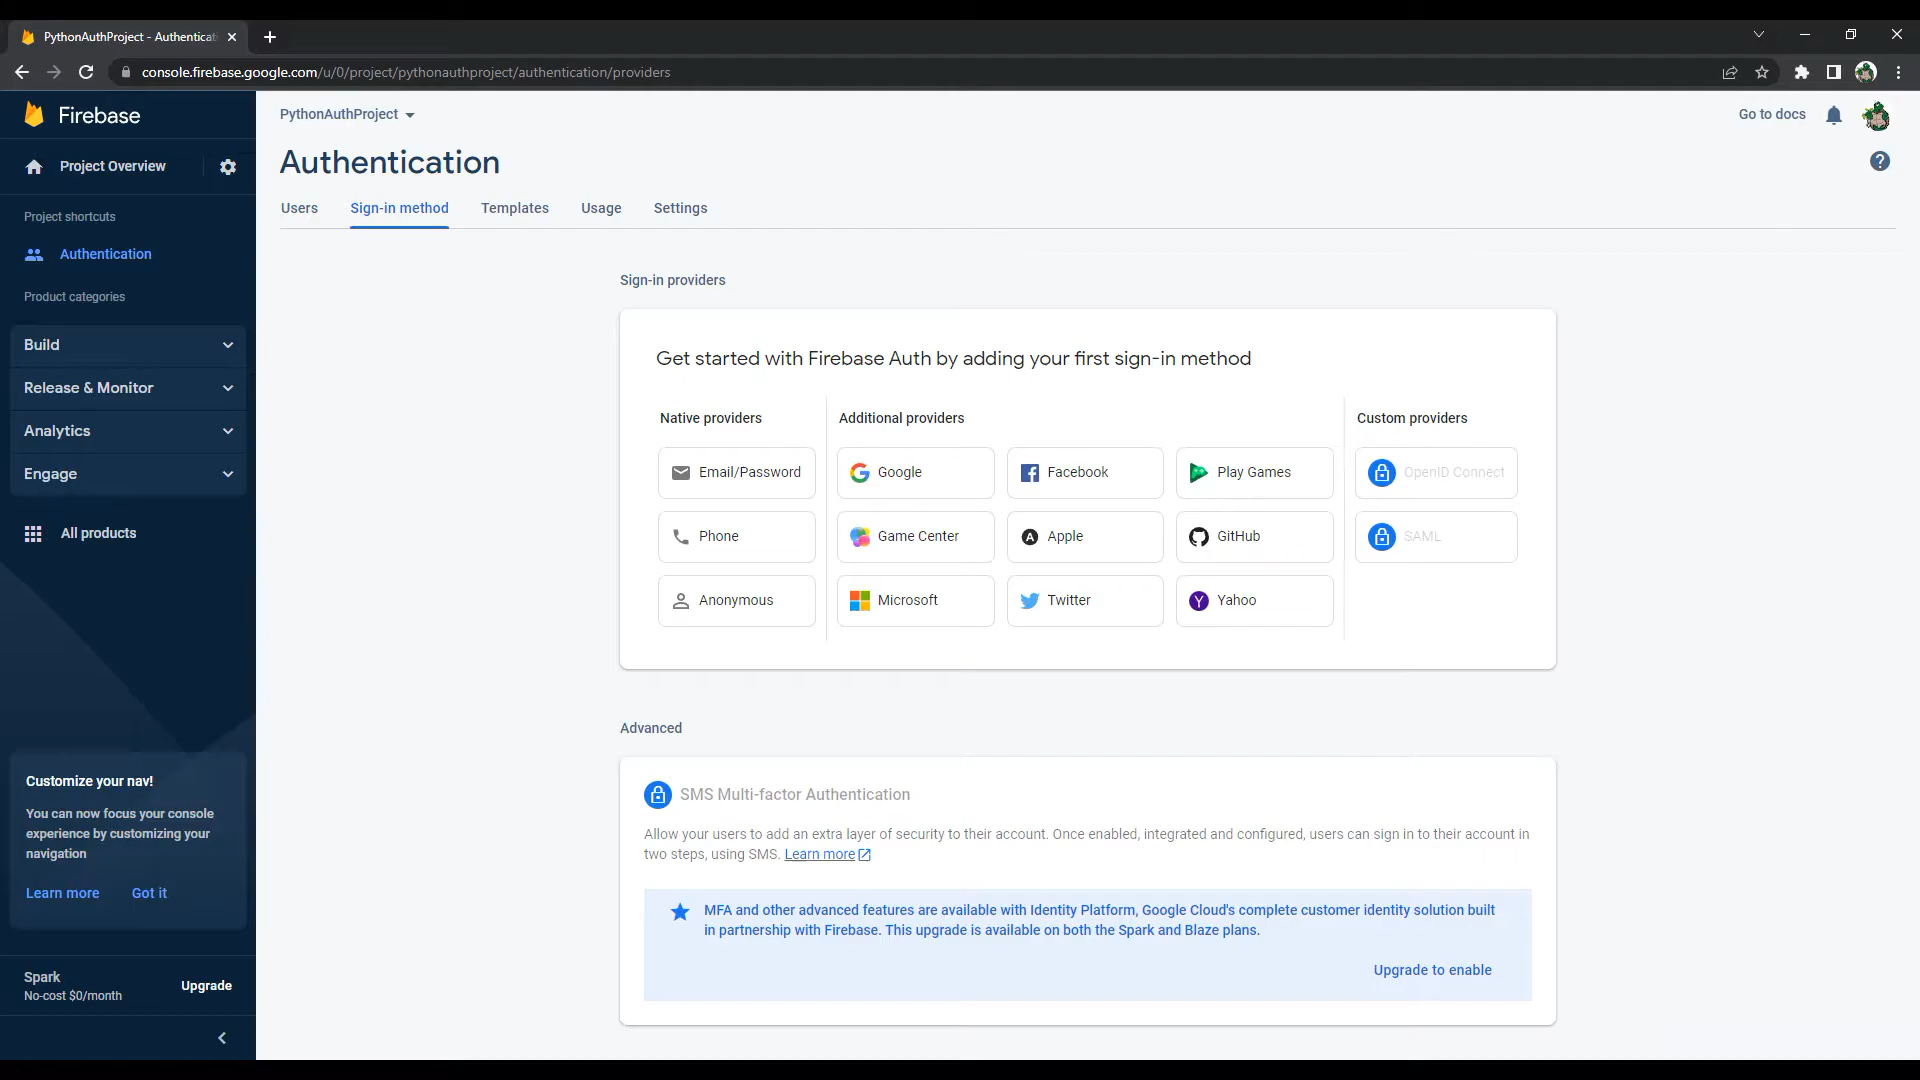 PythonAuthProject - Authenticat
console.firebase.google.com/u/0/project/pythonauthproject/authentication/providers
Firebase
Project Overview
Project shortcuts
Authentication
Product categories
Build
Release & Monitor
Analytics
Engage
All products
Customize your nav!
You can now focus your console
experience by customizing your
navigation
Learn more Got it
Spark
No-cost $0/month
Upgrade
PythonAuthProject
Go to docs
Authentication
Users Sign-in method Templates Usage Settings
Sign-in providers
Get started with Firebase Auth by adding your first sign-in method
Native providers Additional providers Custom providers
Email/Password Google Facebook Play Games OpenID Connect
Phone Game Center Apple GitHub SAML
Anonymous Microsoft Twitter Yahoo
Advanced
SMS Multi-factor Authentication
Allow your users to add an extra layer of security to their account. Once enabled, integrated and configured, users can sign in to their account in
two steps, using SMS. Learn more
MFA and other advanced features are available with Identity Platform, Google Cloud's complete customer identity solution built
in partnership with Firebase. This upgrade is available on both the Spark and Blaze plans.
Upgrade to enable